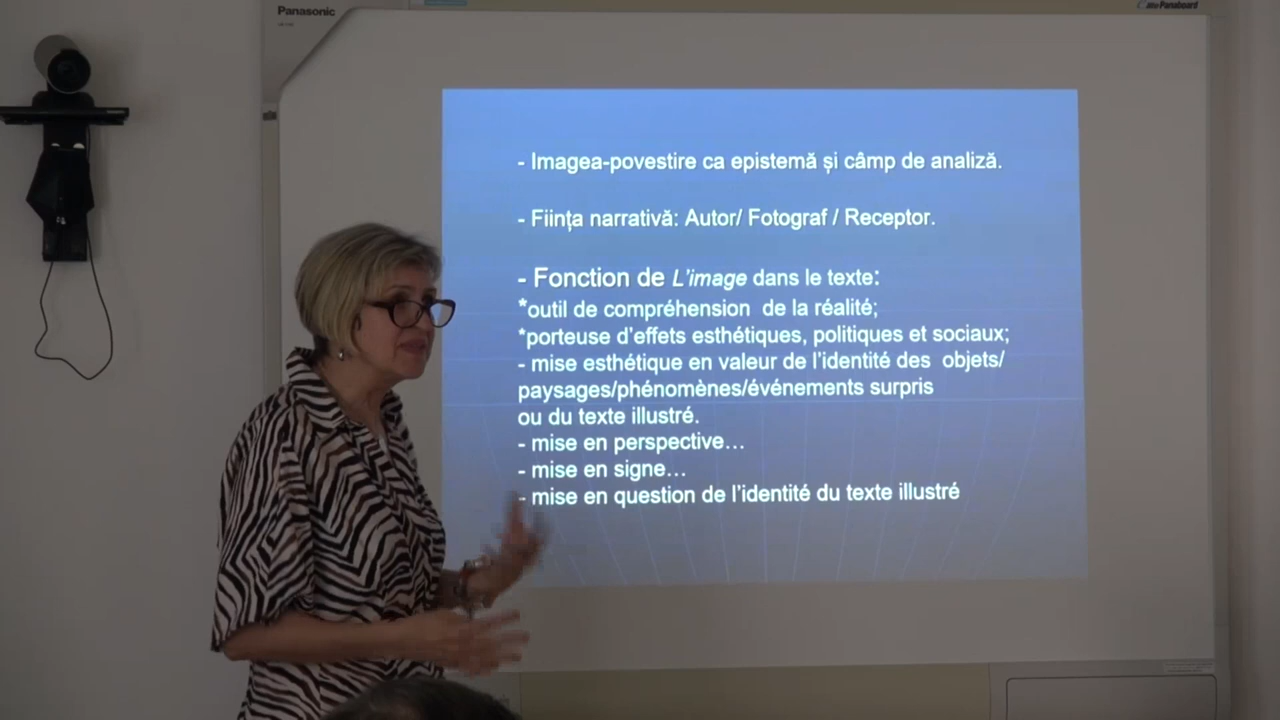 Panasonic
Panaboard
- Imagea-povestire ca epistemă și câmp de analiză.
- Ființa narrativă: Autor/ Fotograf / Receptor.
- Fonction de L’image dans le texte:
*outil de compréhension de la réalité;
*porteuse d’effets esthétiques, politiques et sociaux;
- mise esthétique en valeur de l’identité des objets/
paysages/phénomènes/événements surpris
ou du texte illustré.
- mise en perspective…
- mise en signe…
- mise en question de l’identité du texte illustré